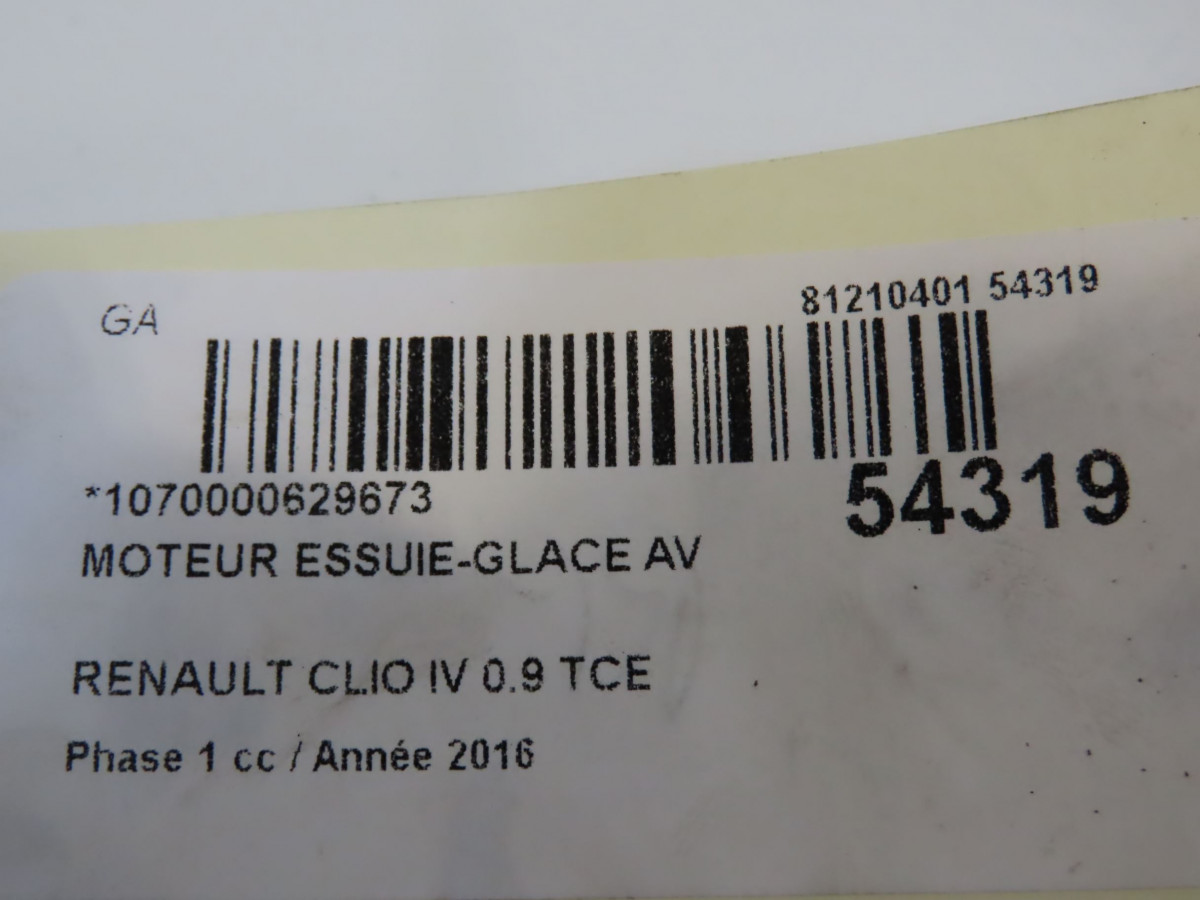 GA
81210401 54319
*1070000629673
54319
MOTEUR ESSUIE-GLACE AV
RENAULT CLIO IV 0.9 TCE
Phase 1 cc / Année 2016